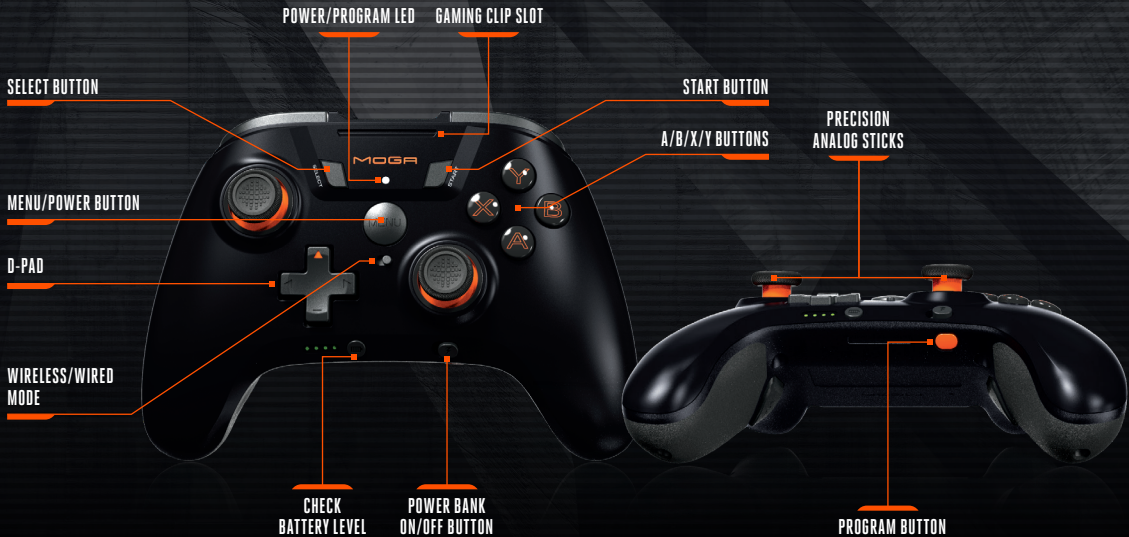 POWER/PROGRAM LED
GAMING CLIP SLOT
SELECT BUTTON
START BUTTON
A/B/X/Y BUTTONS
PRECISION
ANALOG STICKS
MOGA
SELECT
START
Y
X
B
A
MENU/POWER BUTTON
MENU
D-PAD
WIRELESS/WIRED
MODE
CHECK
BATTERY LEVEL
POWER BANK
ON/OFF BUTTON
PROGRAM BUTTON